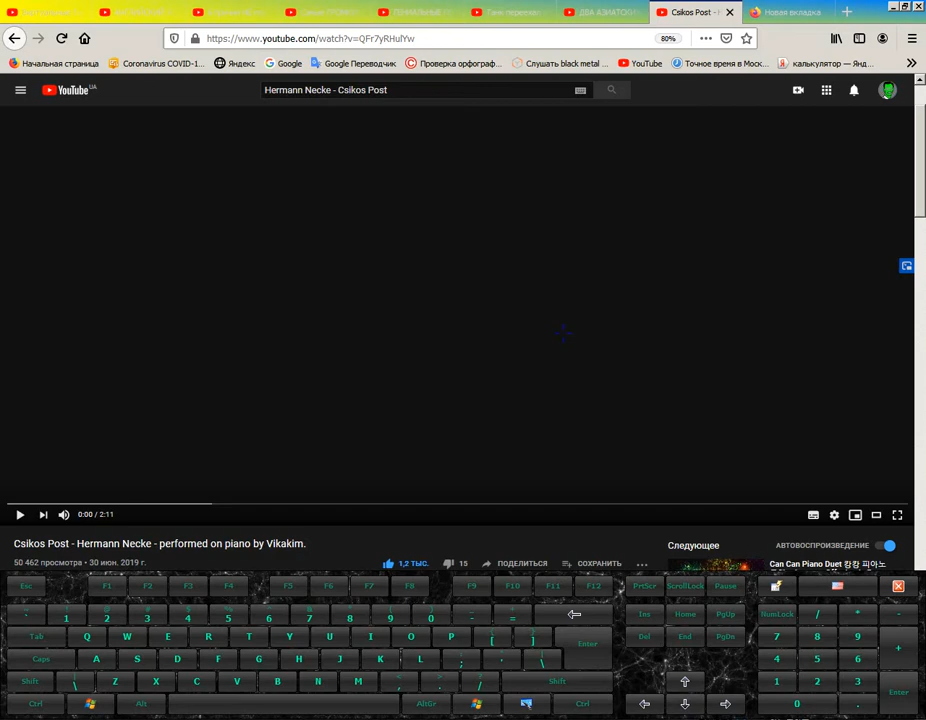 Csikos Post - H
Новая вкладка
https://www.youtube.com/watch?v=QFr7yRHulYw
80%
Начальная страница
Coronavirus COVID-1...
Яндекс
Google
Google Переводчик
Проверка орфограф...
Слушать black metal ...
YouTube
Точное время в Моск...
калькулятор — Янд...
YouTube UA
Hermann Necke - Csikos Post
0:00 / 2:11
Csikos Post - Hermann Necke - performed on piano by Vikakim.
Следующее
АВТОВОСПРОИЗВЕДЕНИЕ
50 462 просмотра • 30 июн. 2019 г.
1,2 ТЫС.
15
ПОДЕЛИТЬСЯ
СОХРАНИТЬ
Can Can Piano Duet 캉캉 피아노
Esc F1 F2 F3 F4 F5 F6 F7 F8 F9 F10 F11 F12 PrtScr ScrollLock Pause
1 2 3 4 5 6 7 8 9 0 - = Ins Home PgUp NumLock / * -
Tab Q W E R T Y U I O P [ ] Enter Del End PgDn 7 8 9 +
Caps A S D F G H J K L ; \ 4 5 6
Shift \ Z X C V B N M , . / Shift 1 2 3 Enter
Ctrl Alt AltGr Ctrl 0 .